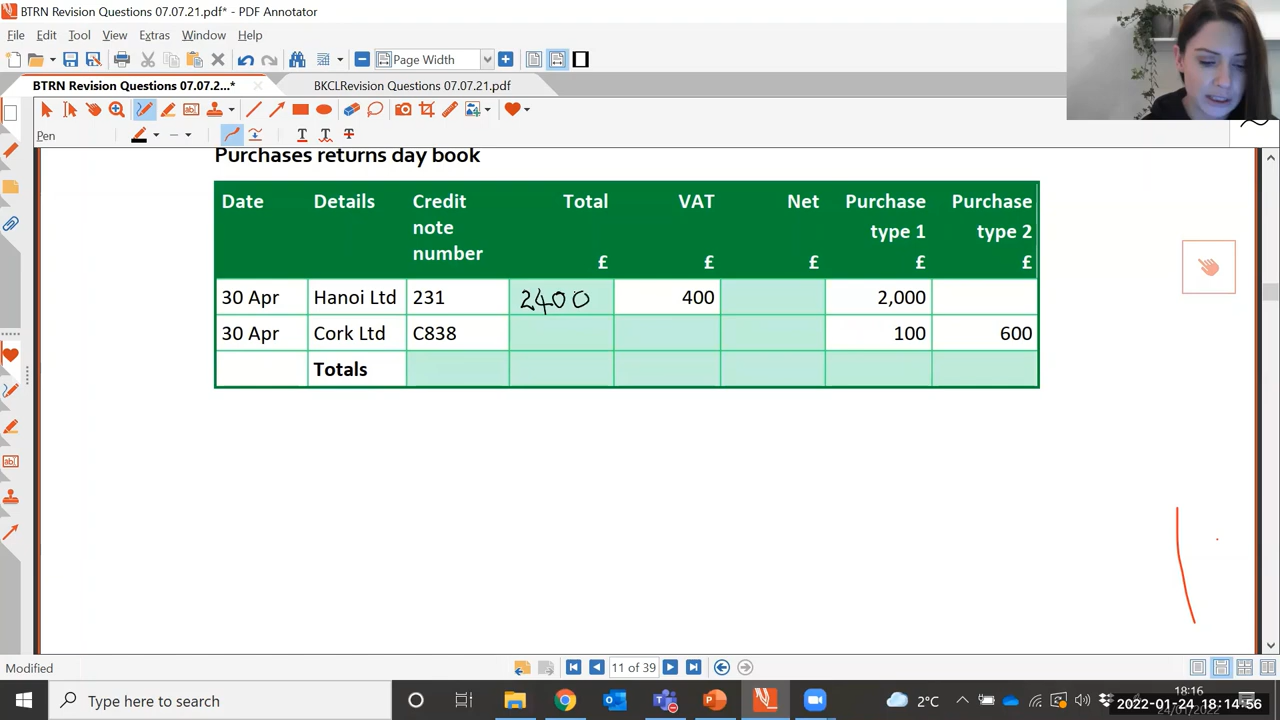 BTRN Revision Questions 07.07.21.pdf* - PDF Annotator
File Edit Tool View Extras Window Help
Page Width
BTRN Revision Questions 07.07.2...* BKCLRevision Questions 07.07.21.pdf
Pen
Purchases returns day book
Date Details Credit note number Total £ VAT £ Net £ Purchase type 1 £ Purchase type 2 £
30 Apr Hanoi Ltd 231 2400 400 2,000
30 Apr Cork Ltd C838 100 600
Totals
Modified 11 of 39
Type here to search 2°C 18:16
2022-01-24 18:14:56